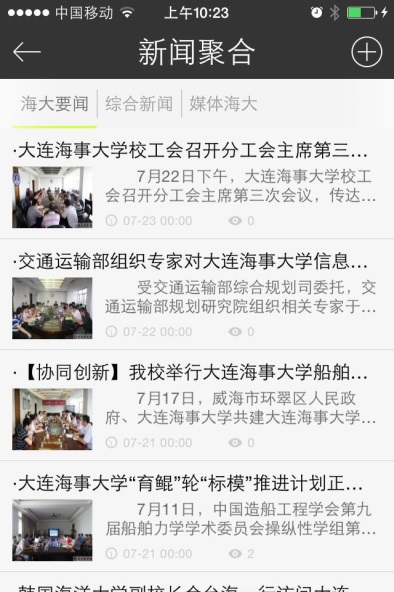 中国移动 上午10:23
新闻聚合
海大要闻 综合新闻 媒体海大
·大连海事大学校工会召开分工会主席第三...
7月22日下午，大连海事大学校工
会召开分工会主席第三次会议，传达...
07-23 00:00 0
·交通运输部组织专家对大连海事大学信息...
受交通运输部综合规划司委托，交
通运输部规划研究院组织相关专家于...
07-22 00:00 0
·【协同创新】我校举行大连海事大学船舶...
7月17日，威海市环翠区人民政
府、大连海事大学共建大连海事大学...
07-21 00:00 0
·大连海事大学“育鲲”轮“标模”推进计划正...
7月11日，中国造船工程学会第九
届船舶力学学术委员会操纵性学组第...
07-21 00:00 2
·韩国海洋大学副校长金台海一行访问大连